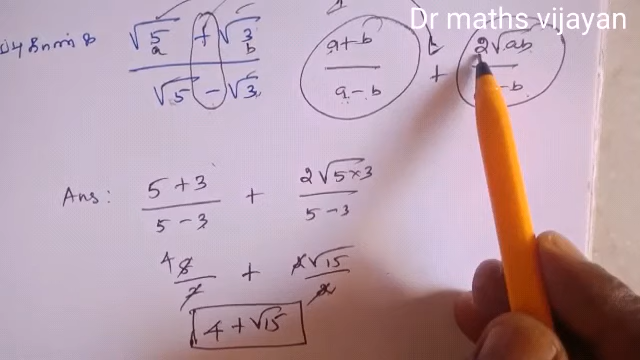 Dr maths vijayan
√5 + √3 / √5 - √3
a b
a+b / a-b + 2√ab / -b
Ans: 5+3 / 5-3 + 2√5×3 / 5-3
4 8 / 2 + 2√15 / 2
4 + √15